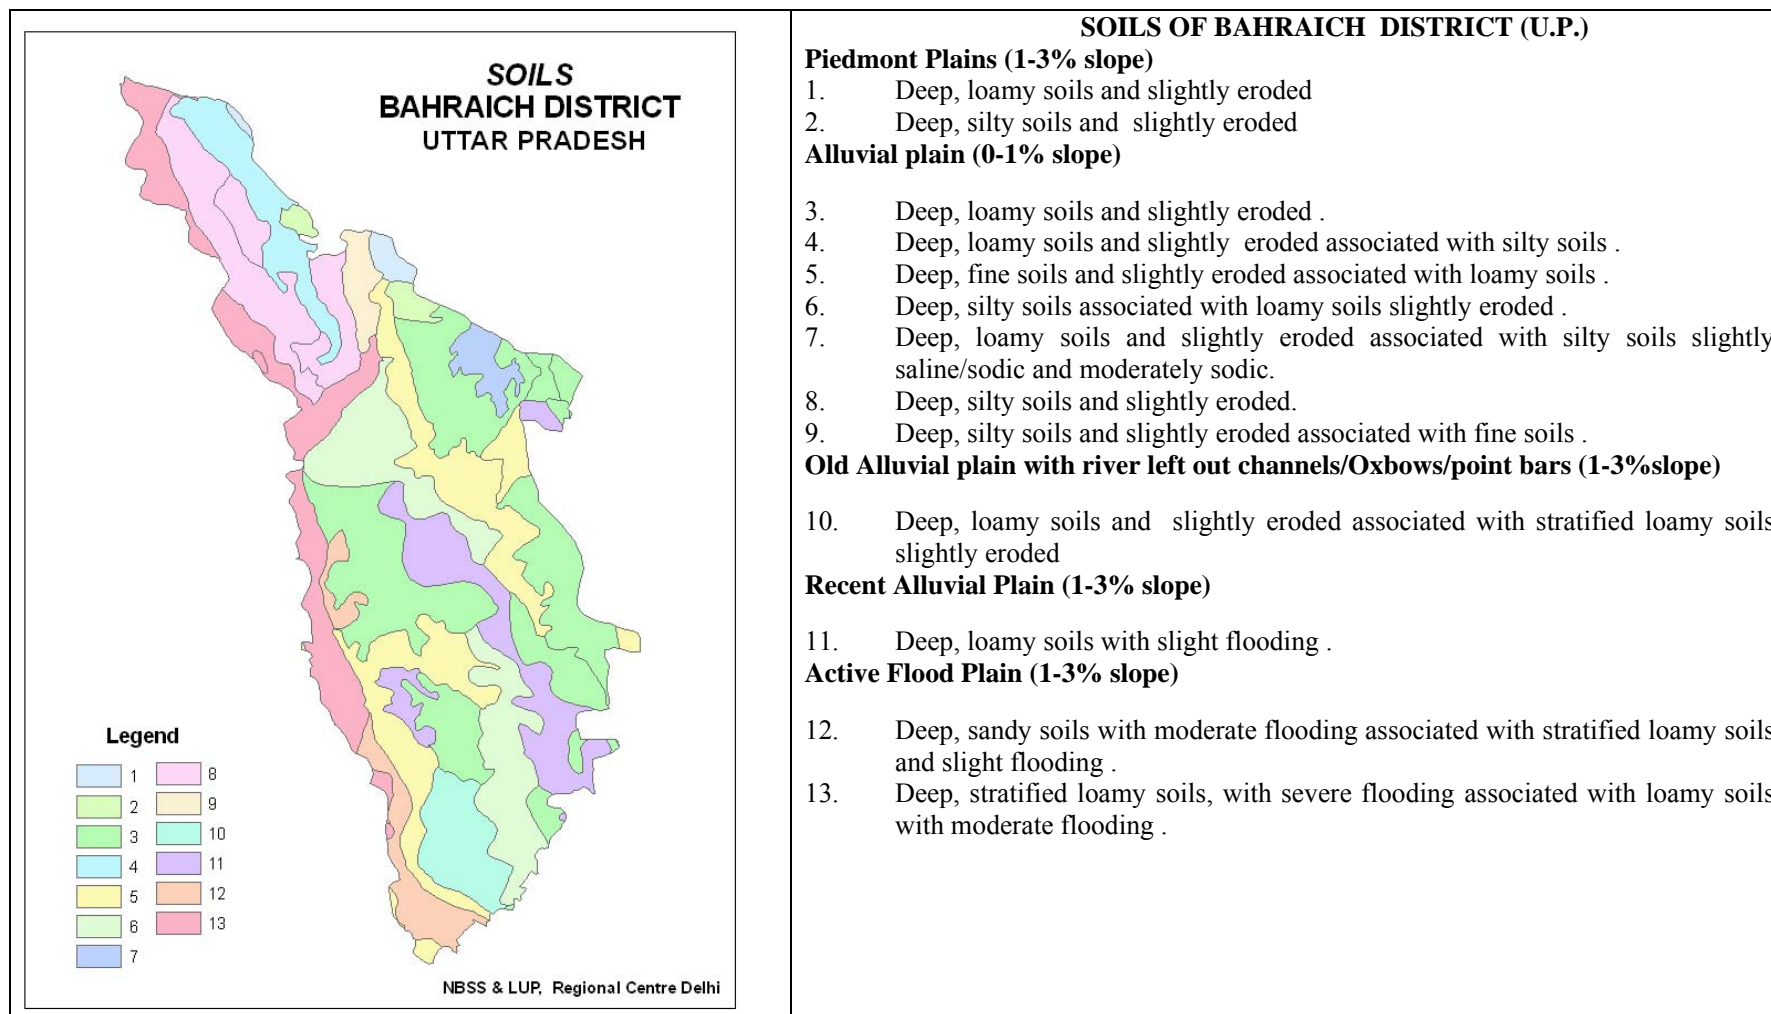 SOILS
BAHRAICH DISTRICT
UTTAR PRADESH
Legend
1
2
3
4
5
6
7
8
9
10
11
12
13
NBSS & LUP, Regional Centre Delhi
SOILS OF BAHRAICH DISTRICT (U.P.)
Piedmont Plains (1-3% slope)
1. Deep, loamy soils and slightly eroded
2. Deep, silty soils and slightly eroded
Alluvial plain (0-1% slope)
3. Deep, loamy soils and slightly eroded .
4. Deep, loamy soils and slightly eroded associated with silty soils .
5. Deep, fine soils and slightly eroded associated with loamy soils .
6. Deep, silty soils associated with loamy soils slightly eroded .
7. Deep, loamy soils and slightly eroded associated with silty soils slightly
saline/sodic and moderately sodic.
8. Deep, silty soils and slightly eroded.
9. Deep, silty soils and slightly eroded associated with fine soils .
Old Alluvial plain with river left out channels/Oxbows/point bars (1-3%slope)
10. Deep, loamy soils and slightly eroded associated with stratified loamy soils
slightly eroded
Recent Alluvial Plain (1-3% slope)
11. Deep, loamy soils with slight flooding .
Active Flood Plain (1-3% slope)
12. Deep, sandy soils with moderate flooding associated with stratified loamy soils
and slight flooding .
13. Deep, stratified loamy soils, with severe flooding associated with loamy soils
with moderate flooding .